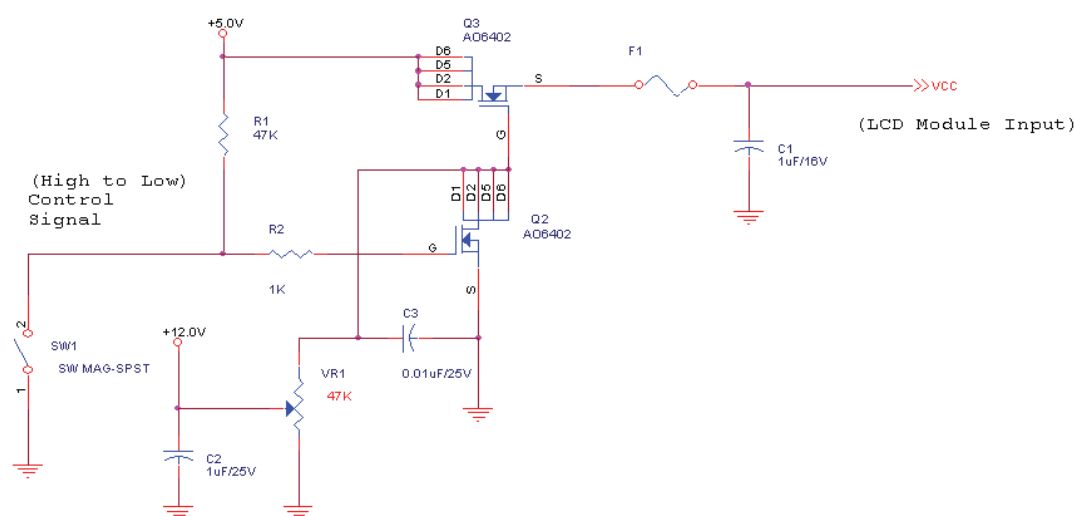 +5.0V
Q3
AO6402
D6
D5
D2
D1
S
G
F1
VCC
(LCD Module Input)
C1
1uF/16V
R1
47K
(High to Low)
Control
Signal
D1
D2
D5
D6
Q2
AO6402
R2
1K
G
S
C3
0.01uF/25V
2
SW1
SW MAG-SPST
1
+12.0V
VR1
47K
C2
1uF/25V